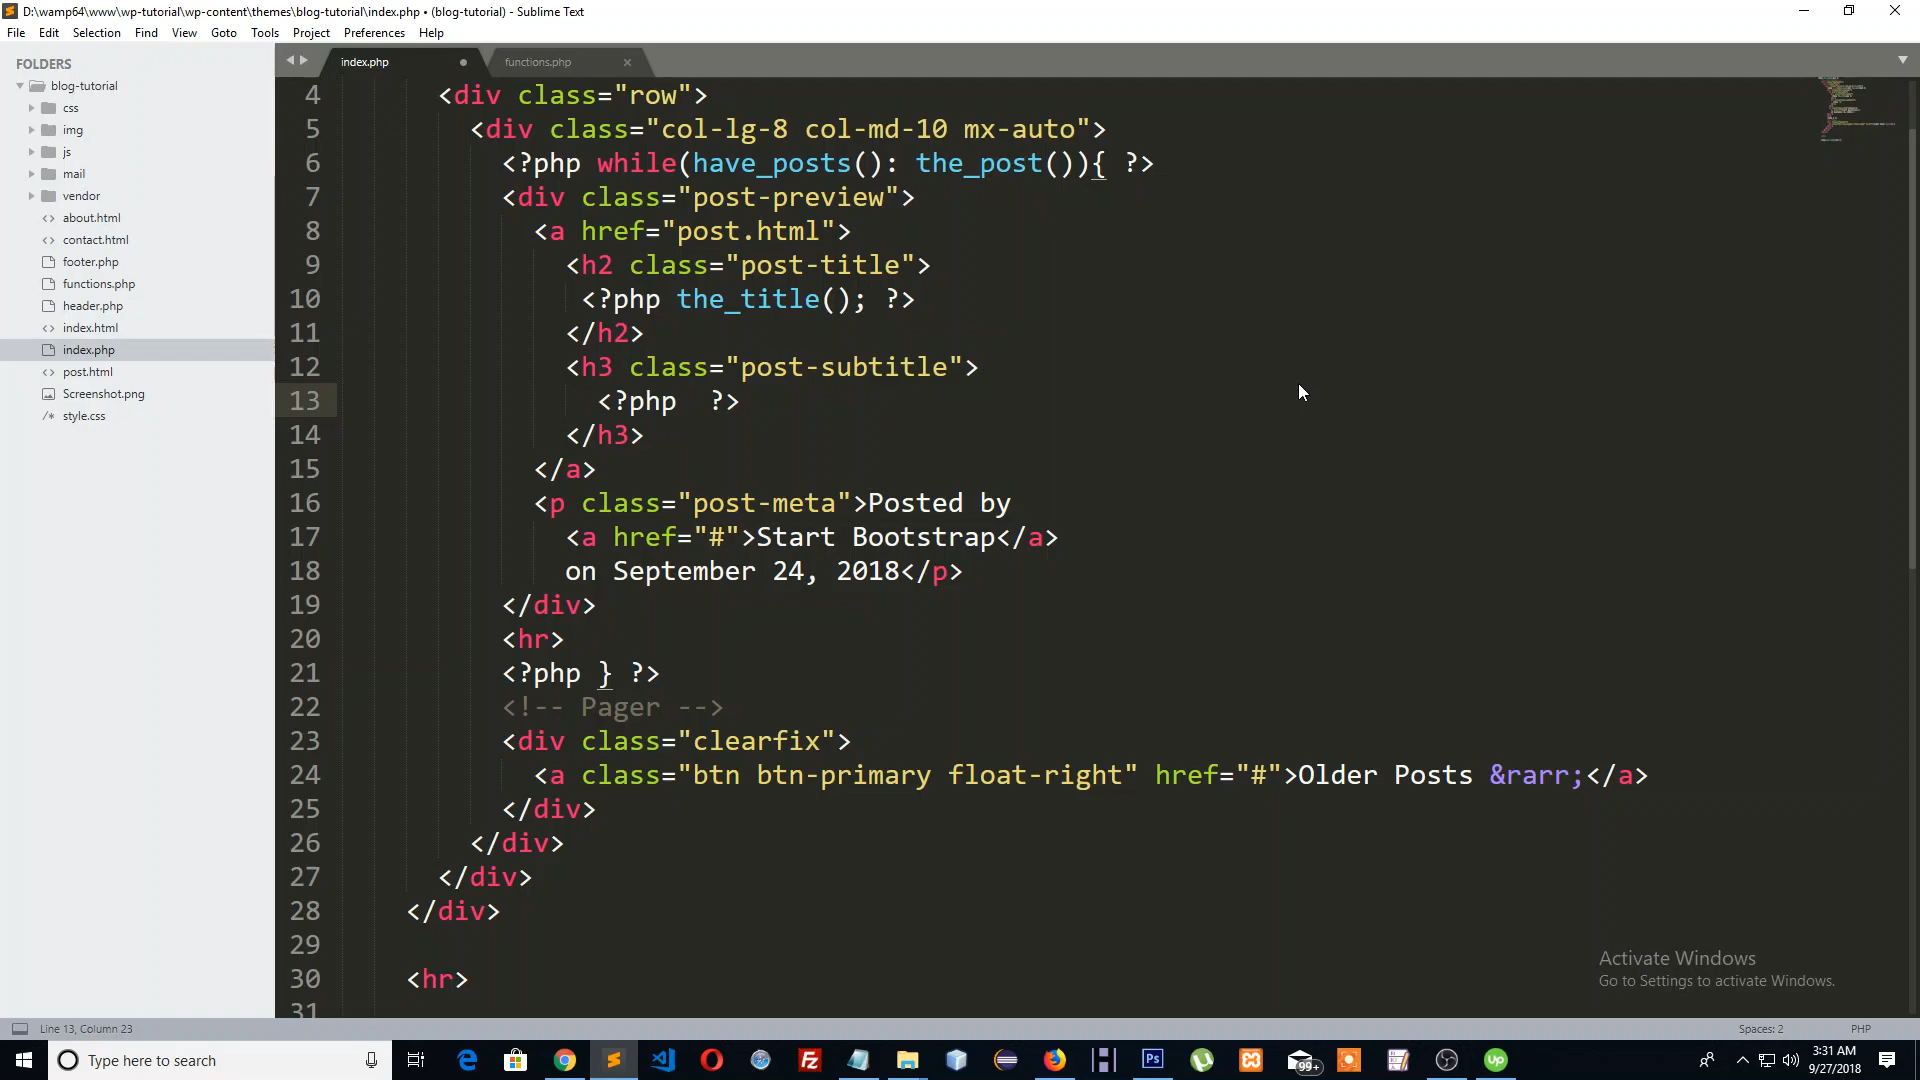 D:\wamp64\www\wp-tutorial\wp-content\themes\blog-tutorial\index.php • (blog-tutorial) - Sublime Text
File Edit Selection Find View Goto Tools Project Preferences Help
FOLDERS
blog-tutorial
css
img
js
mail
vendor
about.html
contact.html
footer.php
functions.php
header.php
index.html
index.php
post.html
Screenshot.png
style.css
index.php functions.php
4 <div class="row">
5 <div class="col-lg-8 col-md-10 mx-auto">
6 <?php while(have_posts(): the_post()){ ?>
7 <div class="post-preview">
8 <a href="post.html">
9 <h2 class="post-title">
10 <?php the_title(); ?>
11 </h2>
12 <h3 class="post-subtitle">
13 <?php  ?>
14 </h3>
15 </a>
16 <p class="post-meta">Posted by
17 <a href="#">Start Bootstrap</a>
18 on September 24, 2018</p>
19 </div>
20 <hr>
21 <?php } ?>
22 <!-- Pager -->
23 <div class="clearfix">
24 <a class="btn btn-primary float-right" href="#">Older Posts &rarr;</a>
25 </div>
26 </div>
27 </div>
28 </div>
29
30 <hr>
31
Activate Windows
Go to Settings to activate Windows.
Line 13, Column 23
Spaces: 2
PHP
Type here to search
Fz
Ps
99+
Up
3:31 AM
9/27/2018